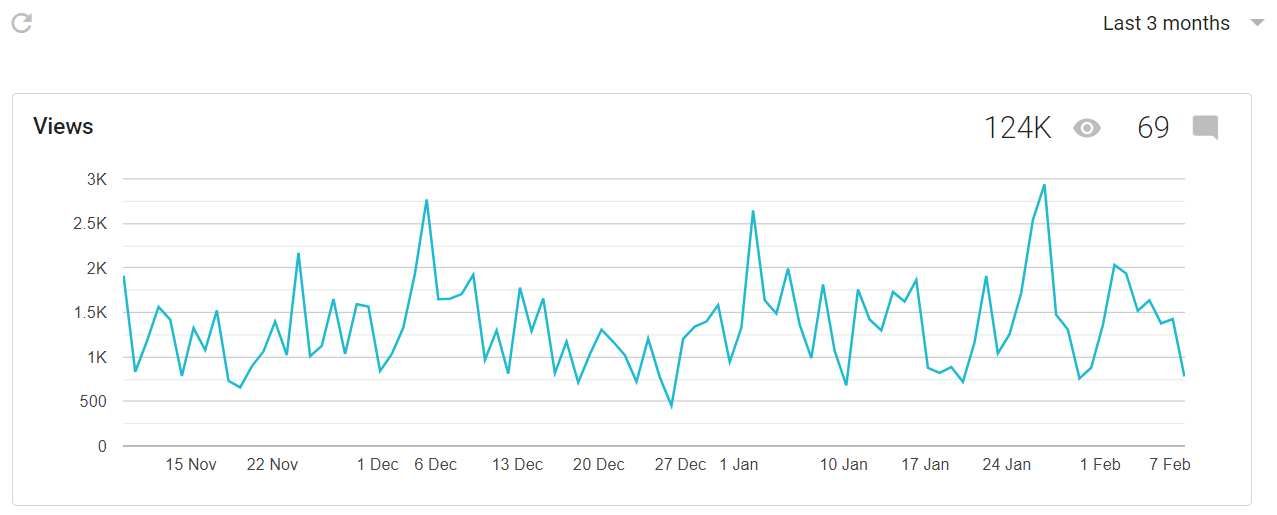 Last 3 months
Views
124K 69
3K
2.5K
2K
1.5K
1K
500
0
15 Nov 22 Nov 1 Dec 6 Dec 13 Dec 20 Dec 27 Dec 1 Jan 10 Jan 17 Jan 24 Jan 1 Feb 7 Feb